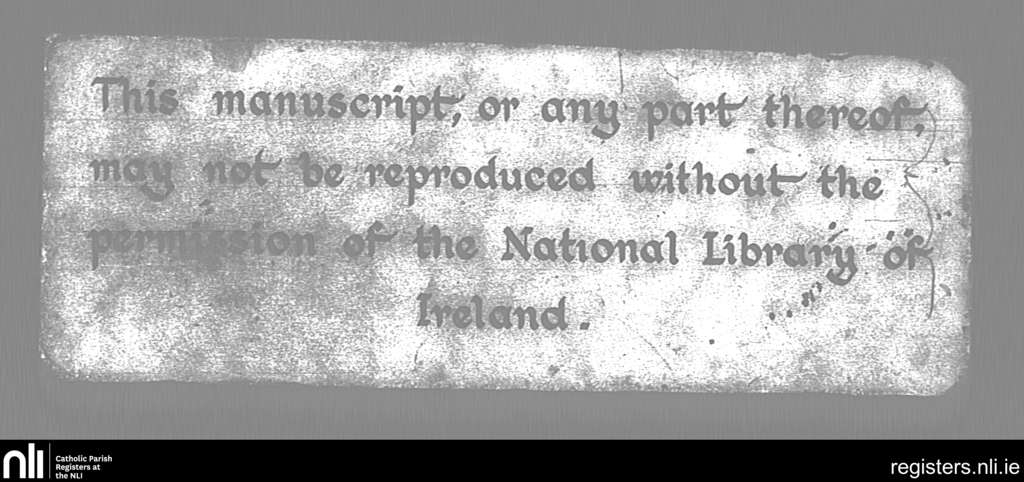 This manuscript, or any part thereof,
may not be reproduced without the
permission of the National Library of
Ireland.
nli
Catholic Parish
Registers at
the NLI
registers.nli.ie